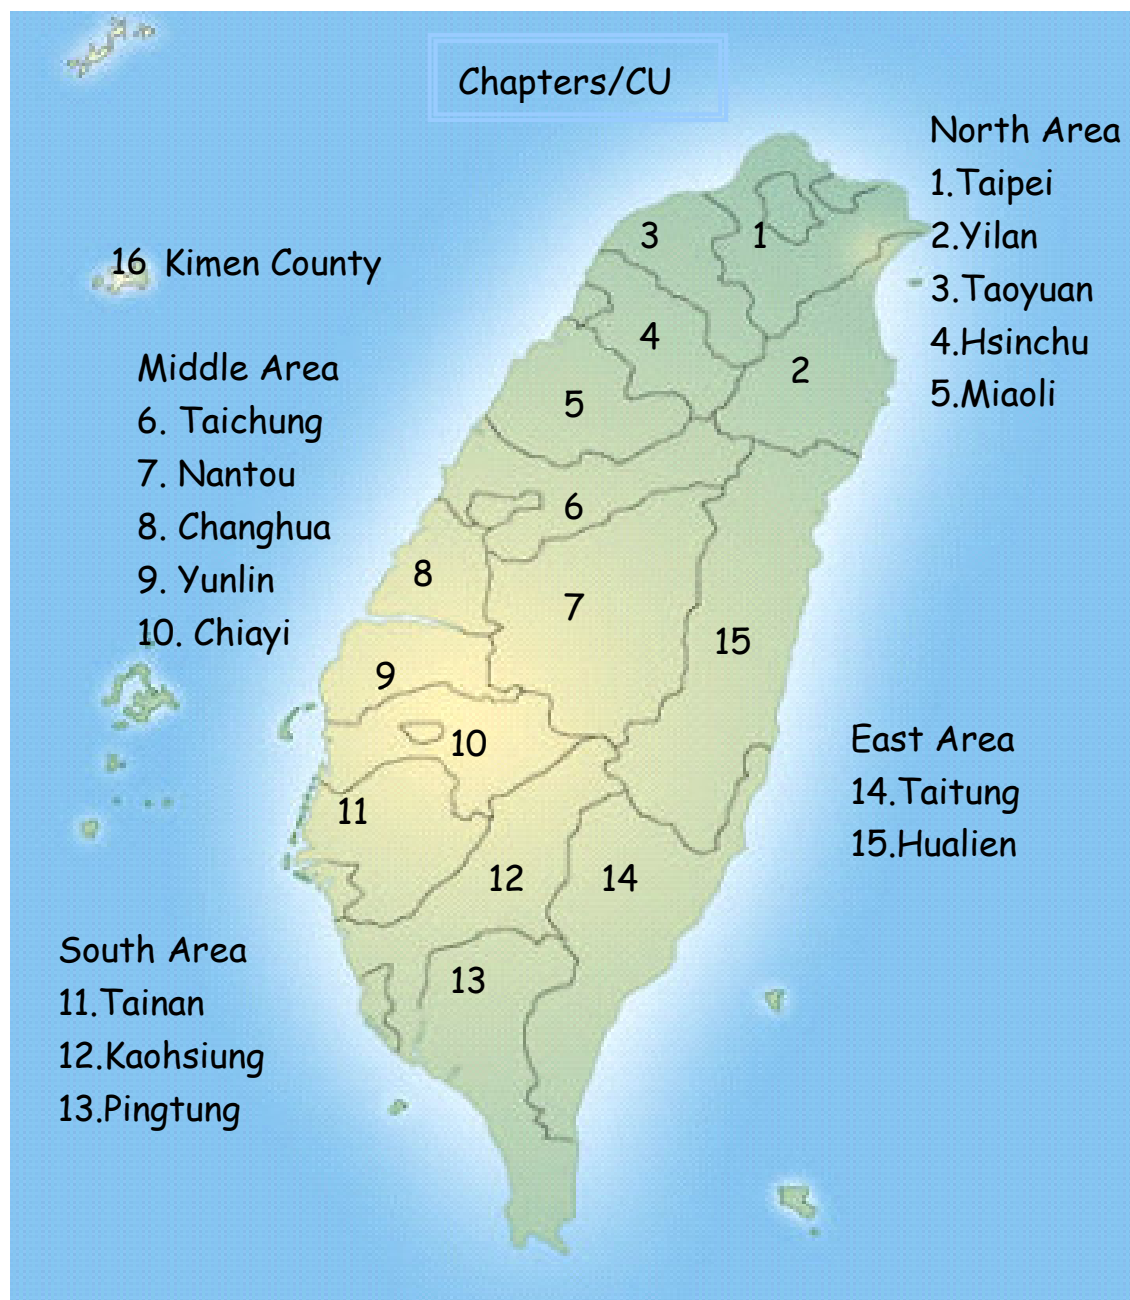 Chapters/CU
North Area
1.Taipei
2.Yilan
3.Taoyuan
4.Hsinchu
5.Miaoli
16 Kimen County
Middle Area
6. Taichung
7. Nantou
8. Changhua
9. Yunlin
10. Chiayi
East Area
14.Taitung
15.Hualien
South Area
11.Tainan
12.Kaohsiung
13.Pingtung
3
1
4
2
5
6
8
7
15
9
10
11
12
14
13